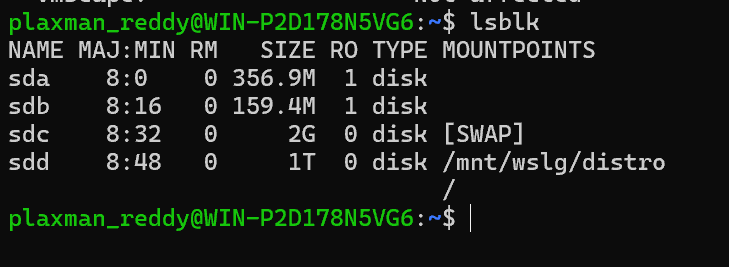 plaxman_reddy@WIN-P2D178N5VG6:~$ lsblk
NAME MAJ:MIN RM   SIZE RO TYPE MOUNTPOINTS
sda    8:0    0 356.9M  1 disk
sdb    8:16   0 159.4M  1 disk
sdc    8:32   0     2G  0 disk [SWAP]
sdd    8:48   0     1T  0 disk /mnt/wslg/distro
                               /
plaxman_reddy@WIN-P2D178N5VG6:~$